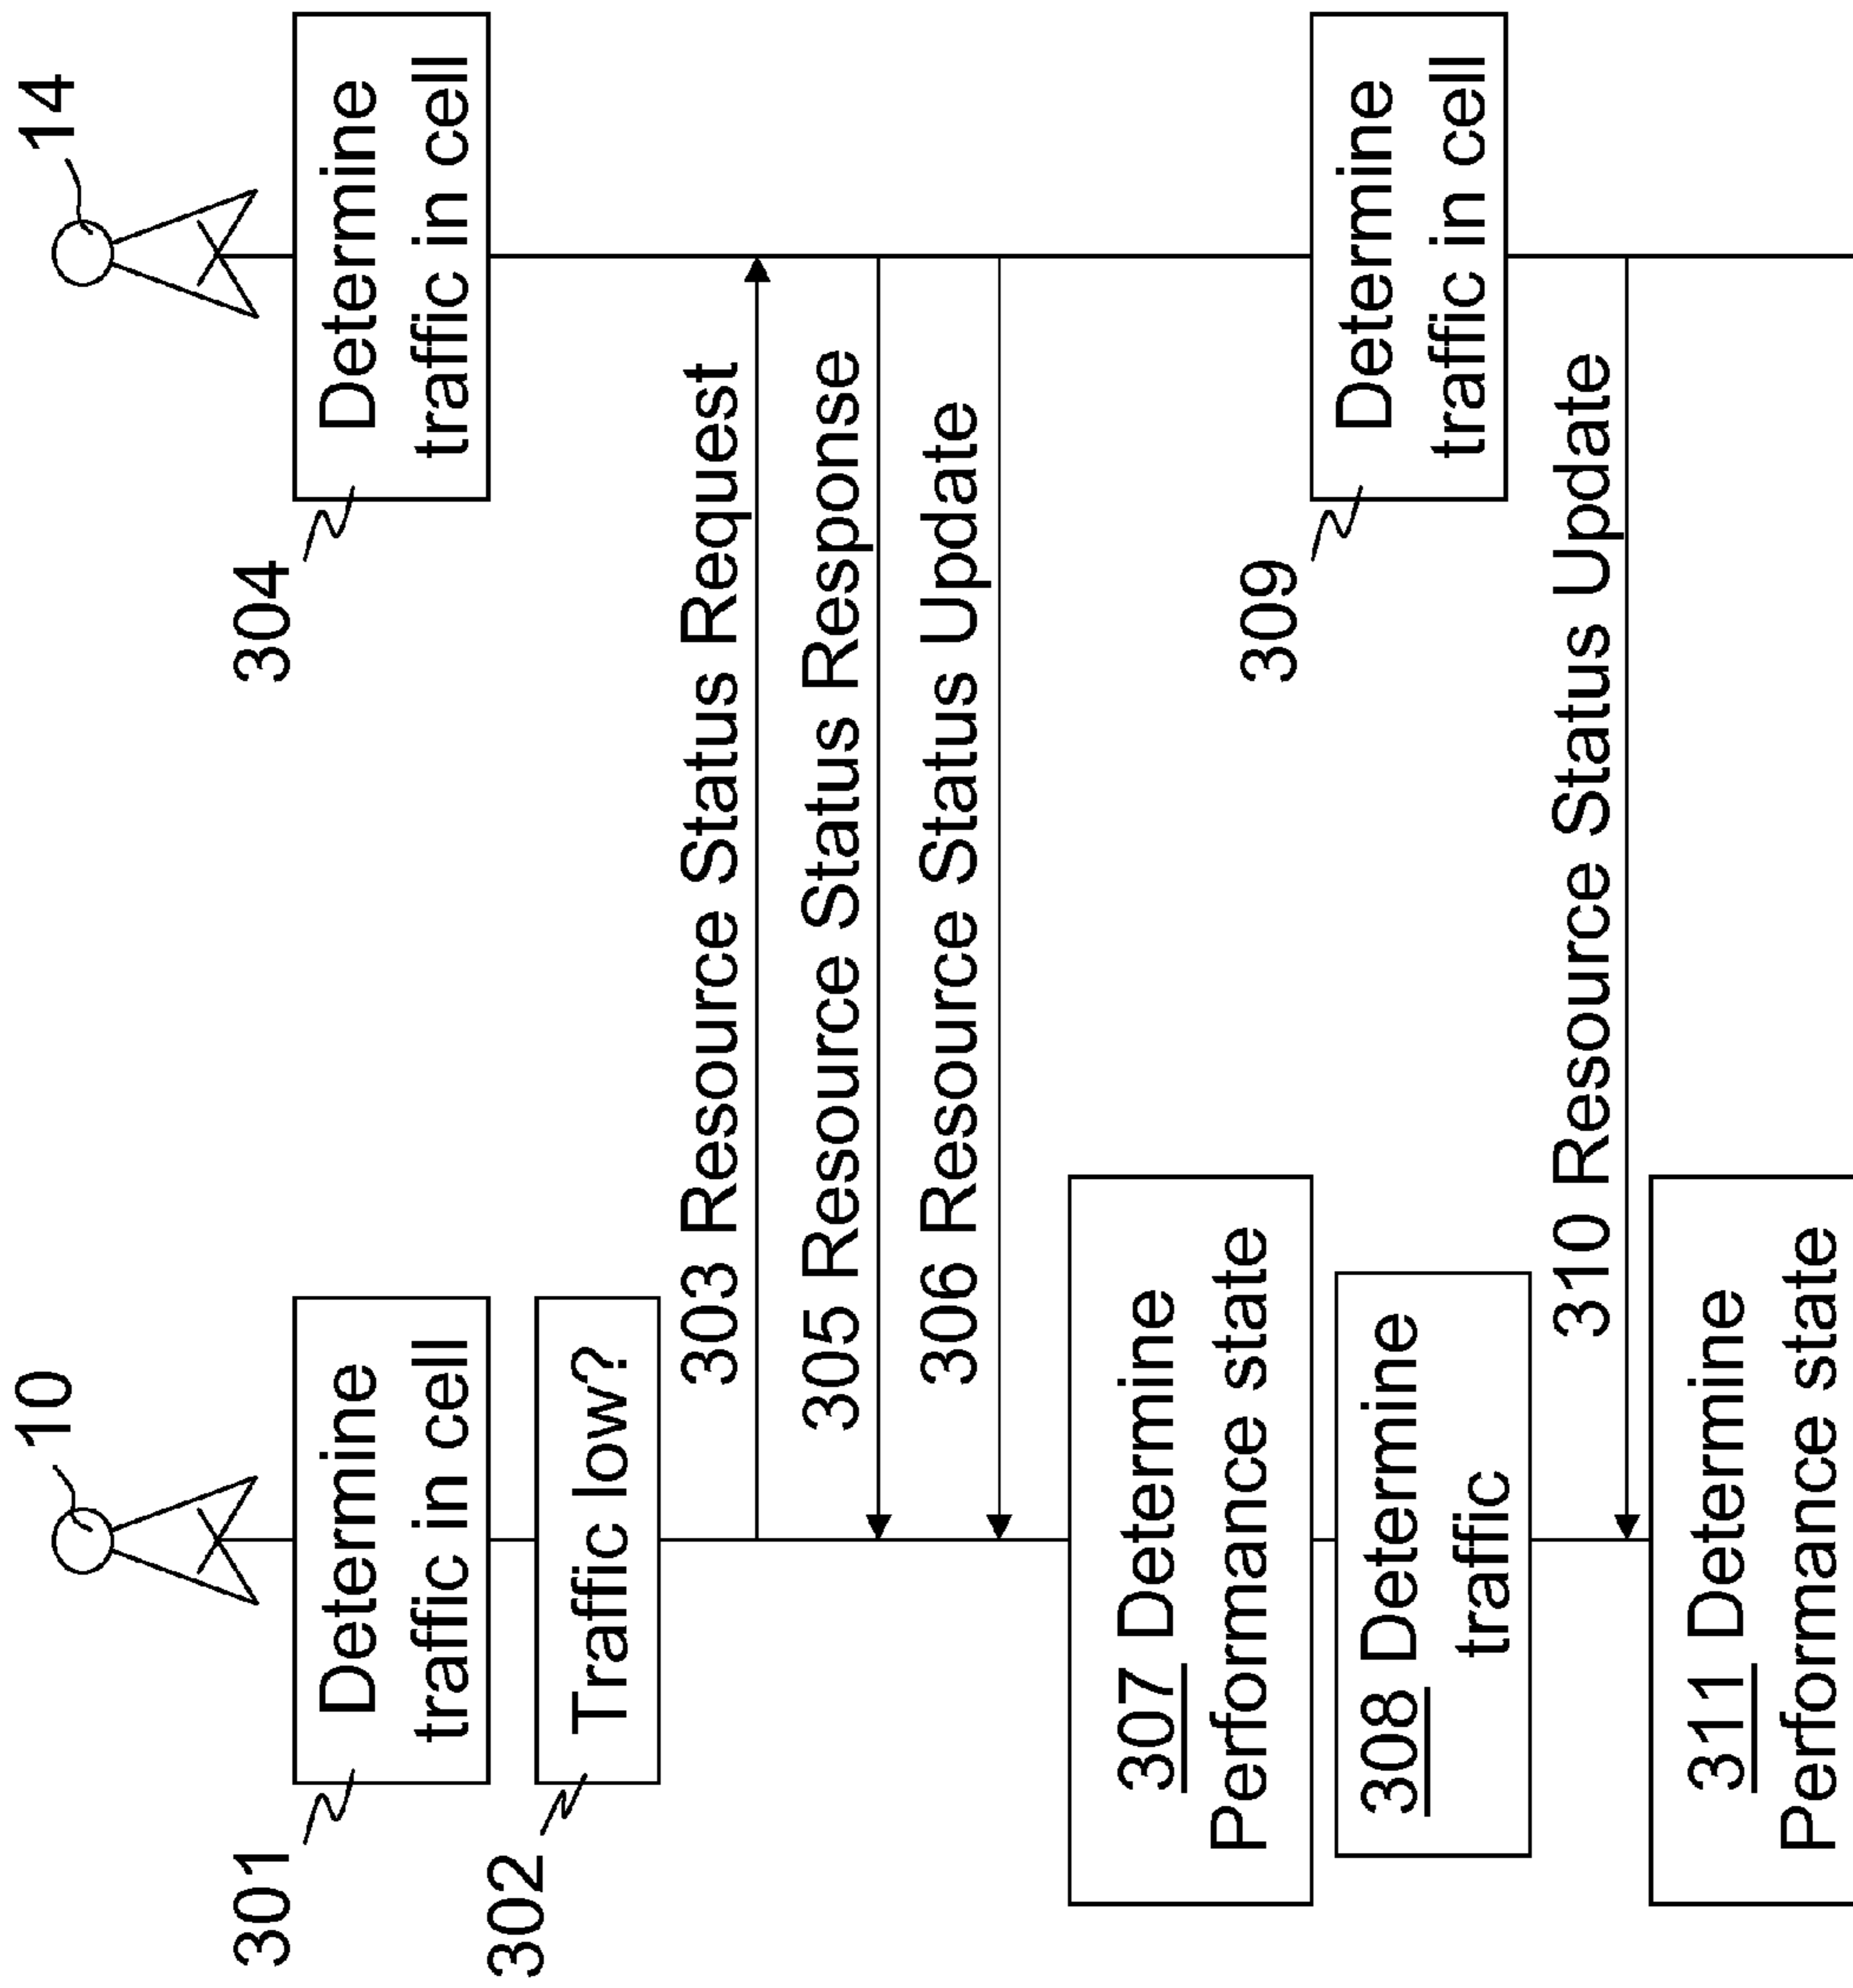 10
14
301
Determine
traffic in cell
304
Determine
traffic in cell
302
Traffic low?
303 Resource Status Request
305 Resource Status Response
306 Resource Status Update
307 Determine
Performance state
308 Determine
traffic
309
Determine
traffic in cell
310 Resource Status Update
311 Determine
Performance state